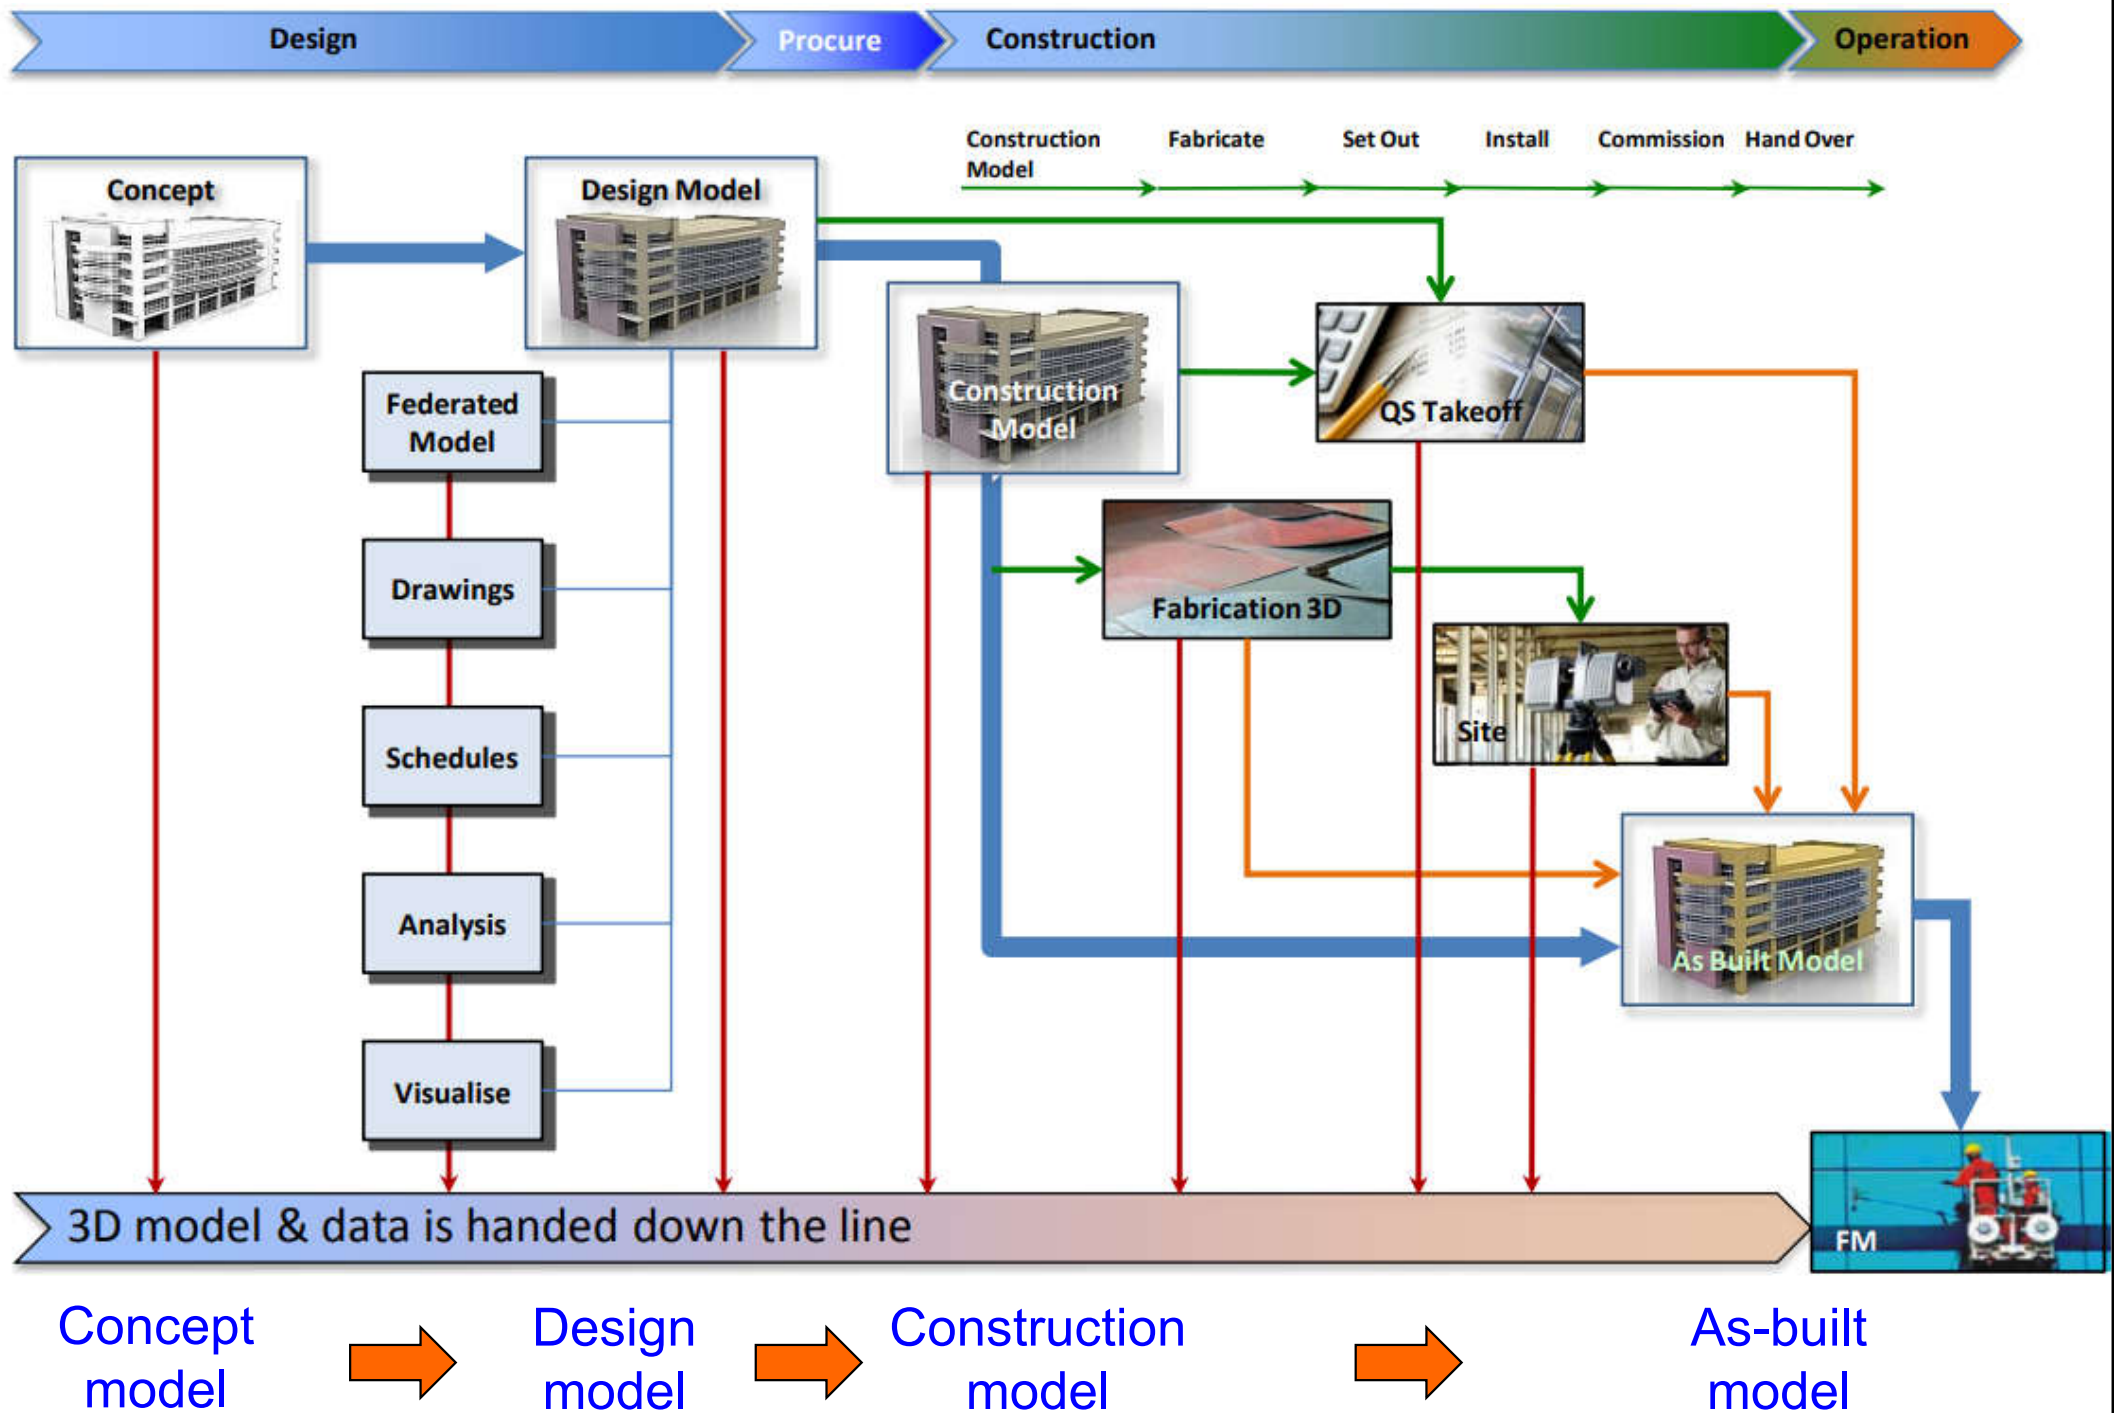 Design
Procure
Construction
Operation
Construction
Model
Fabricate
Set Out
Install
Commission
Hand Over
Concept
Design Model
Construction
Model
QS Takeoff
Federated
Model
Drawings
Fabrication 3D
Schedules
Site
Analysis
As Built Model
Visualise
3D model & data is handed down the line
FM
Concept
model
Design
model
Construction
model
As-built
model